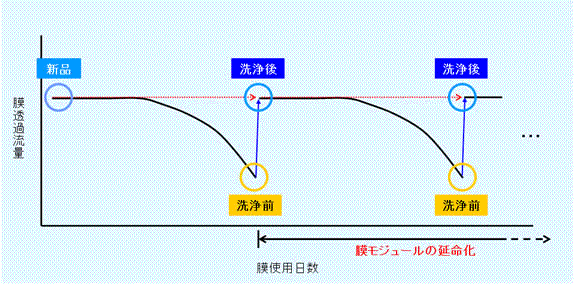 新品
洗浄後
洗浄後
膜透過流量
洗浄前
洗浄前
…
膜モジュールの延命化
膜使用日数